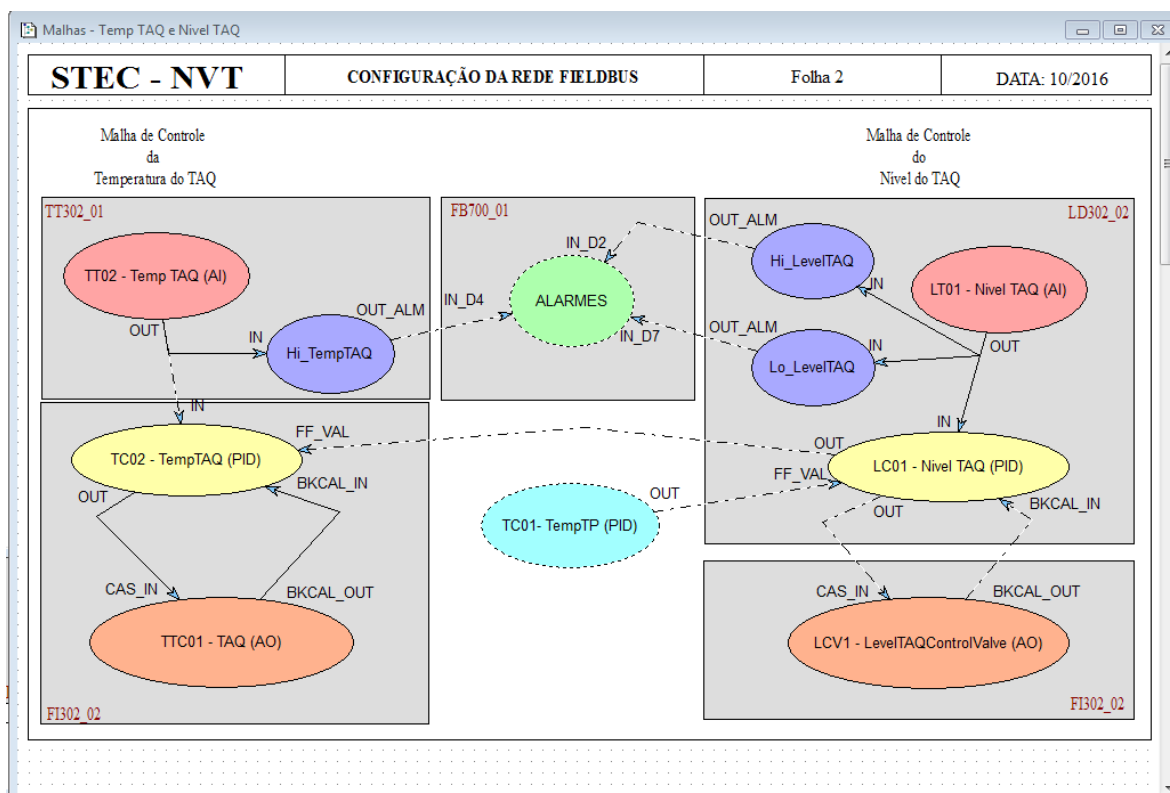 Malhas - Temp TAQ e Nivel TAQ
STEC - NVT
CONFIGURAÇÃO DA REDE FIELDBUS
Folha 2
DATA: 10/2016
Malha de Controle
da
Temperatura do TAQ
Malha de Controle
do
Nivel do TAQ
TT302_01
FB700_01
LD302_02
TT02 - Temp TAQ (AI)
OUT
IN
Hi_TempTAQ
OUT_ALM
IN_D4
IN_D2
ALARMES
IN_D7
OUT_ALM
Hi_LevelTAQ
IN
LT01 - Nivel TAQ (AI)
OUT_ALM
Lo_LevelTAQ
IN
OUT
IN
IN
FF_VAL
TC02 - TempTAQ (PID)
OUT
BKCAL_IN
OUT
TC01- TempTP (PID)
OUT
FF_VAL
LC01 - Nivel TAQ (PID)
OUT
BKCAL_IN
CAS_IN
BKCAL_OUT
TTC01 - TAQ (AO)
FI302_02
CAS_IN
BKCAL_OUT
LCV1 - LevelTAQControlValve (AO)
FI302_02